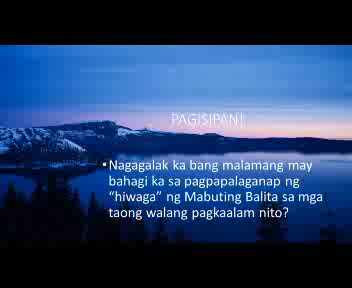 PAGISIPAN!
• Nagagalak ka bang malamang may
bahagi ka sa pagpapalaganap ng
“hiwaga” ng Mabuting Balita sa mga
taong walang pagkaalam nito?